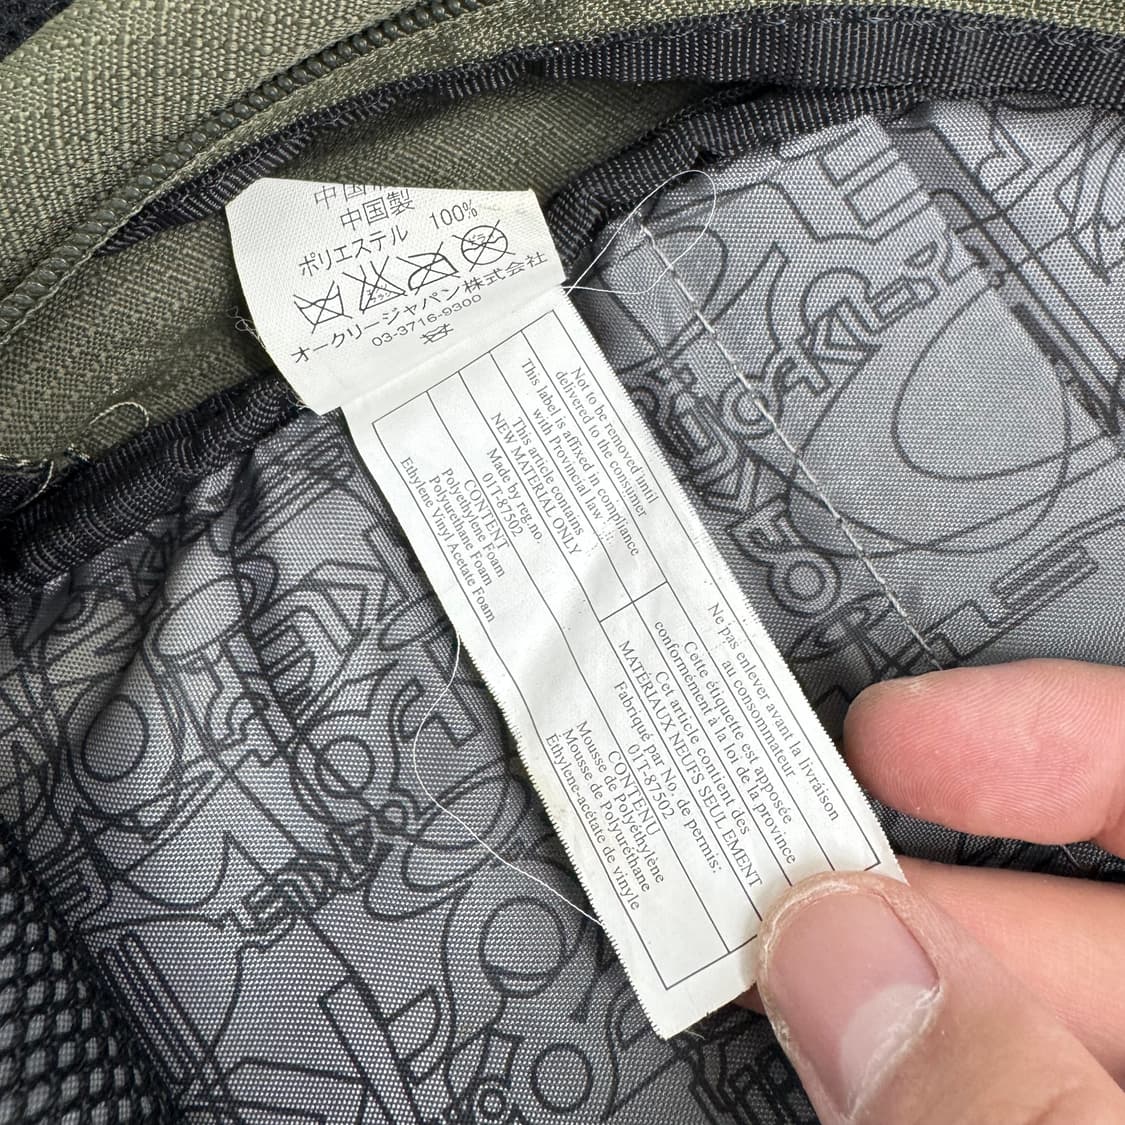 中国
中国製
ポリエステル 100%
オークリージャパン株式会社
03-3716-9300
Not to be removed until
delivered to the consumer
This label is affixed in compliance
with Provincial law
This article contains
NEW MATERIAL ONLY
Made by reg.no.
01T-87502
CONTENT
Polyethylene Foam
Polyurethane Foam
Ethylene Vinyl Acetate Foam
Ne pas enlever avant la livraison
au consommateur
Cette étiquette est apposée
conformément à la loi de la province
Cet article contient des
MATÉRIAUX NEUFS SEULEMENT
Fabriqué par No. de permis:
01T-87502
CONTENU
Mousse de Polyéthylène
Mousse de Polyuréthane
Éthylène-acétate de vinyle
OAKLEY